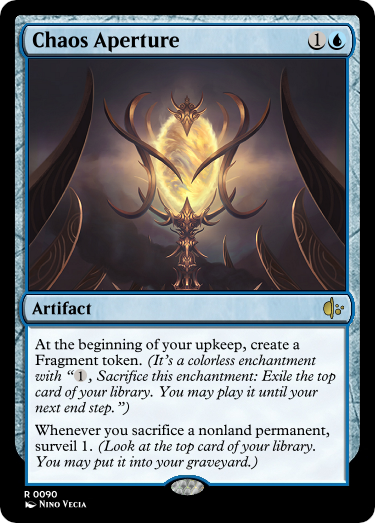 Chaos Aperture
1
Artifact
At the beginning of your upkeep, create a
Fragment token. (It's a colorless enchantment
with “1, Sacrifice this enchantment: Exile the top
card of your library. You may play it until your
next end step.”)
Whenever you sacrifice a nonland permanent,
surveil 1. (Look at the top card of your library.
You may put it into your graveyard.)
R 0090
Nino Vecia